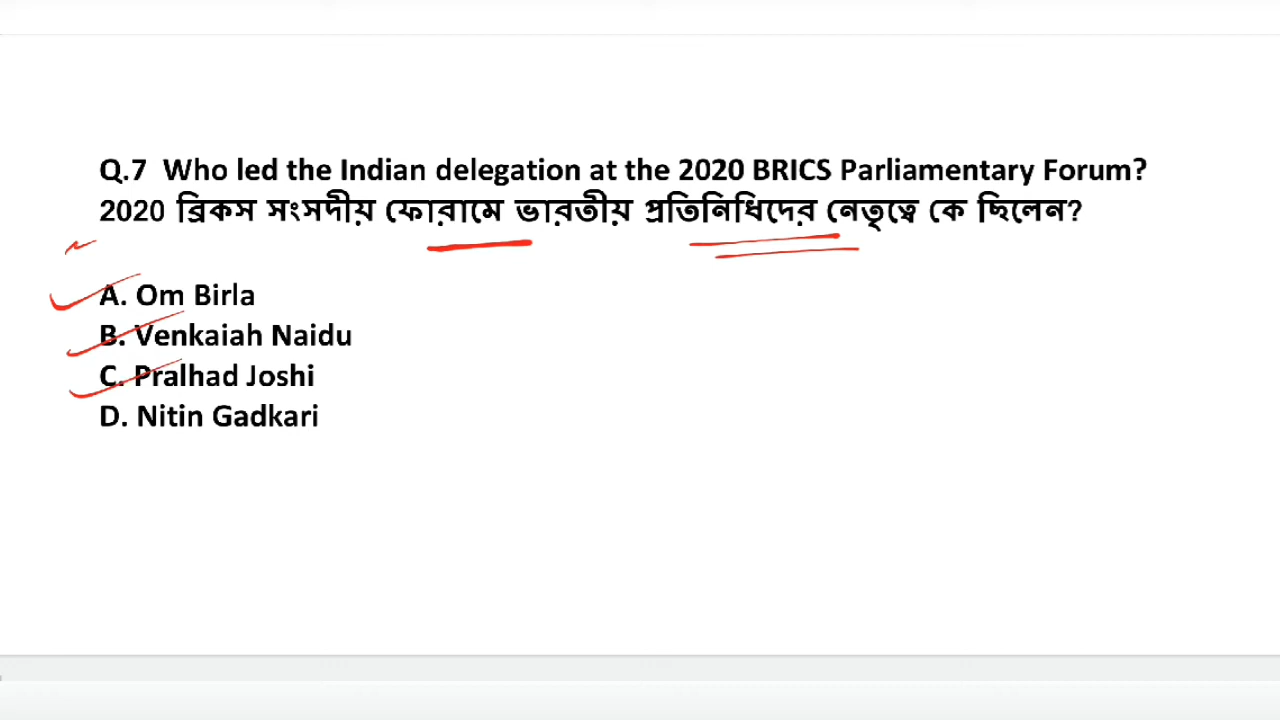 Q.7 Who led the Indian delegation at the 2020 BRICS Parliamentary Forum?
2020 ব্রিকস সংসদীয় ফোরামে ভারতীয় প্রতিনিধিদের নেতৃত্বে কে ছিলেন?
A. Om Birla
B. Venkaiah Naidu
C. Pralhad Joshi
D. Nitin Gadkari